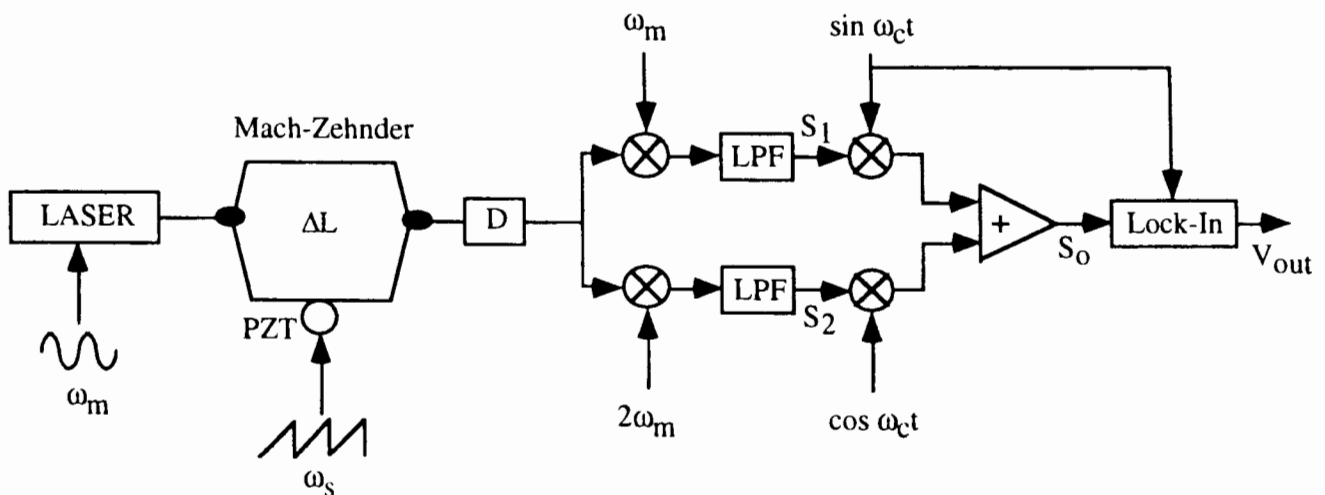 ωm
sin ωct
Mach-Zehnder
S1
LPF
LASER
ΔL
D
+
So
Lock-In
Vout
LPF
S2
PZT
ωm
2ωm
cos ωct
ωs